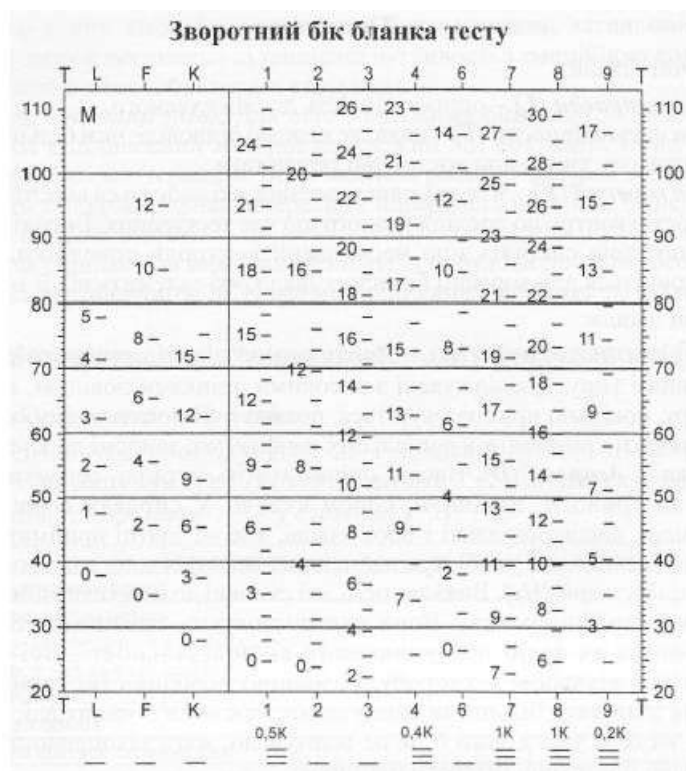 Зворотний бік бланка тесту
T L F K 1 2 3 4 6 7 8 9 T
110 M 26 23 30 110
14 27 17
24 24 21 28
100 20 100
25
12 21 22 12 26 15
19
90 23 90
20 24
10 18 16 10 13
17
80 18 21 22 80
5
8 15 16 11
15 8 20
4 15 19
70 12 70
14 18
6 12
3 12 13 17 9
60 6 60
12 16
2 4 9 8 15
11 14
9 10
50 4 7 50
1 13
12
2 6 6 9
8
40 4 11 10 5 40
0 3 2
6
0 3
7
8
9
30 4 3 30
0
0 6
0 0 7
2
20 20
T L F K 1 2 3 4 6 7 8 9 T
0,5K 0,4K 1K 1K 0,2K